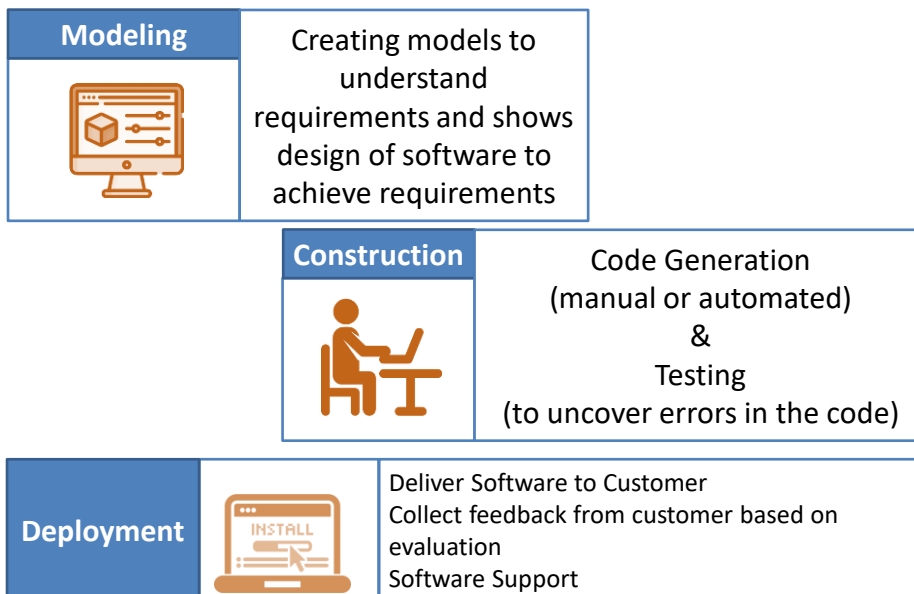 Modeling
Creating models to
understand
requirements and shows
design of software to
achieve requirements
Construction
Code Generation
(manual or automated)
&
Testing
(to uncover errors in the code)
Deployment
INSTALL
Deliver Software to Customer
Collect feedback from customer based on
evaluation
Software Support